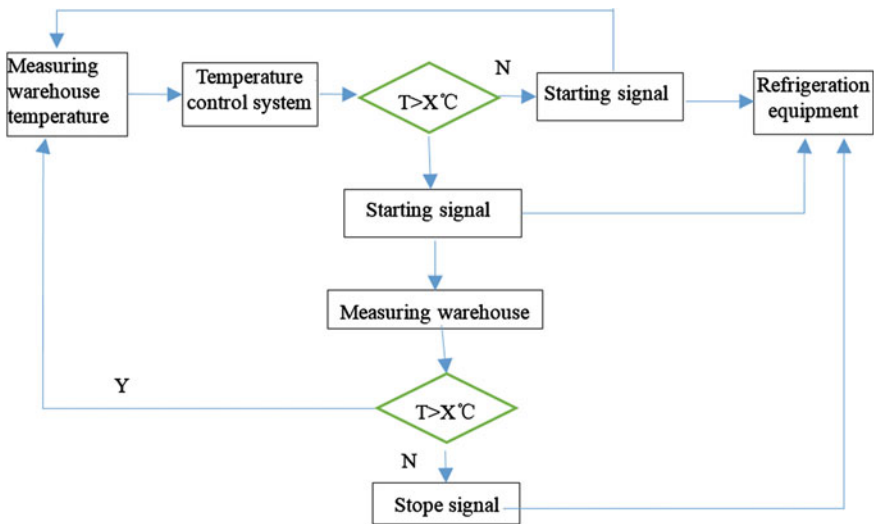 Measuring
warehouse
temperature
Temperature
control system
T>X℃
N
Starting signal
Refrigeration
equipment
Starting signal
Measuring warehouse
T>X℃
Y
N
Stope signal